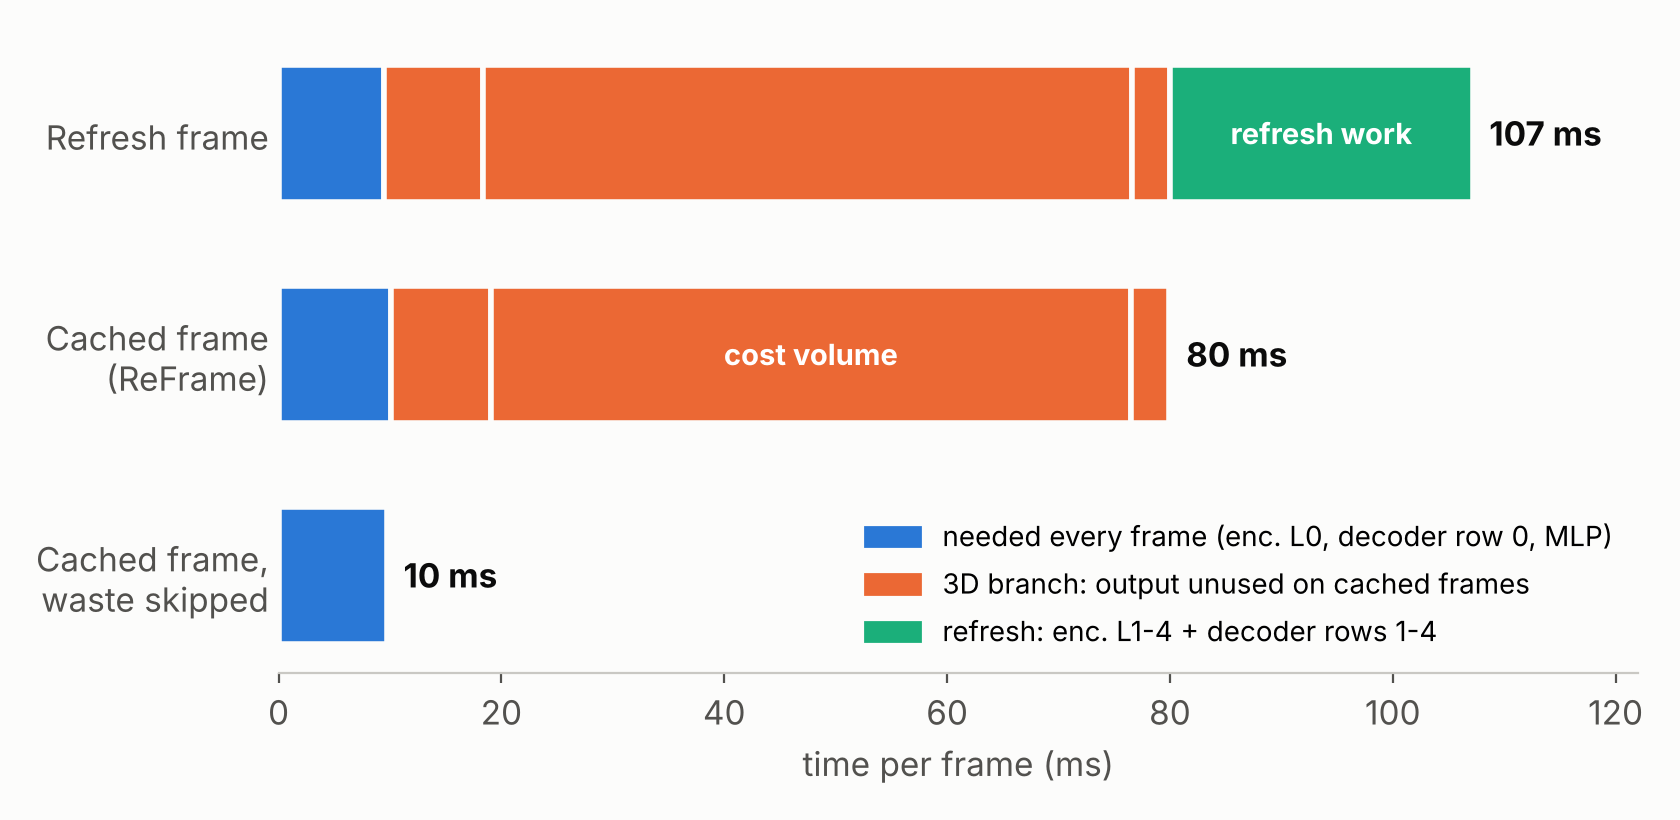 Refresh frame
refresh work
107 ms
Cached frame
(ReFrame)
cost volume
80 ms
Cached frame,
waste skipped
10 ms
needed every frame (enc. L0, decoder row 0, MLP)
3D branch: output unused on cached frames
refresh: enc. L1-4 + decoder rows 1-4
0 20 40 60 80 100 120
time per frame (ms)